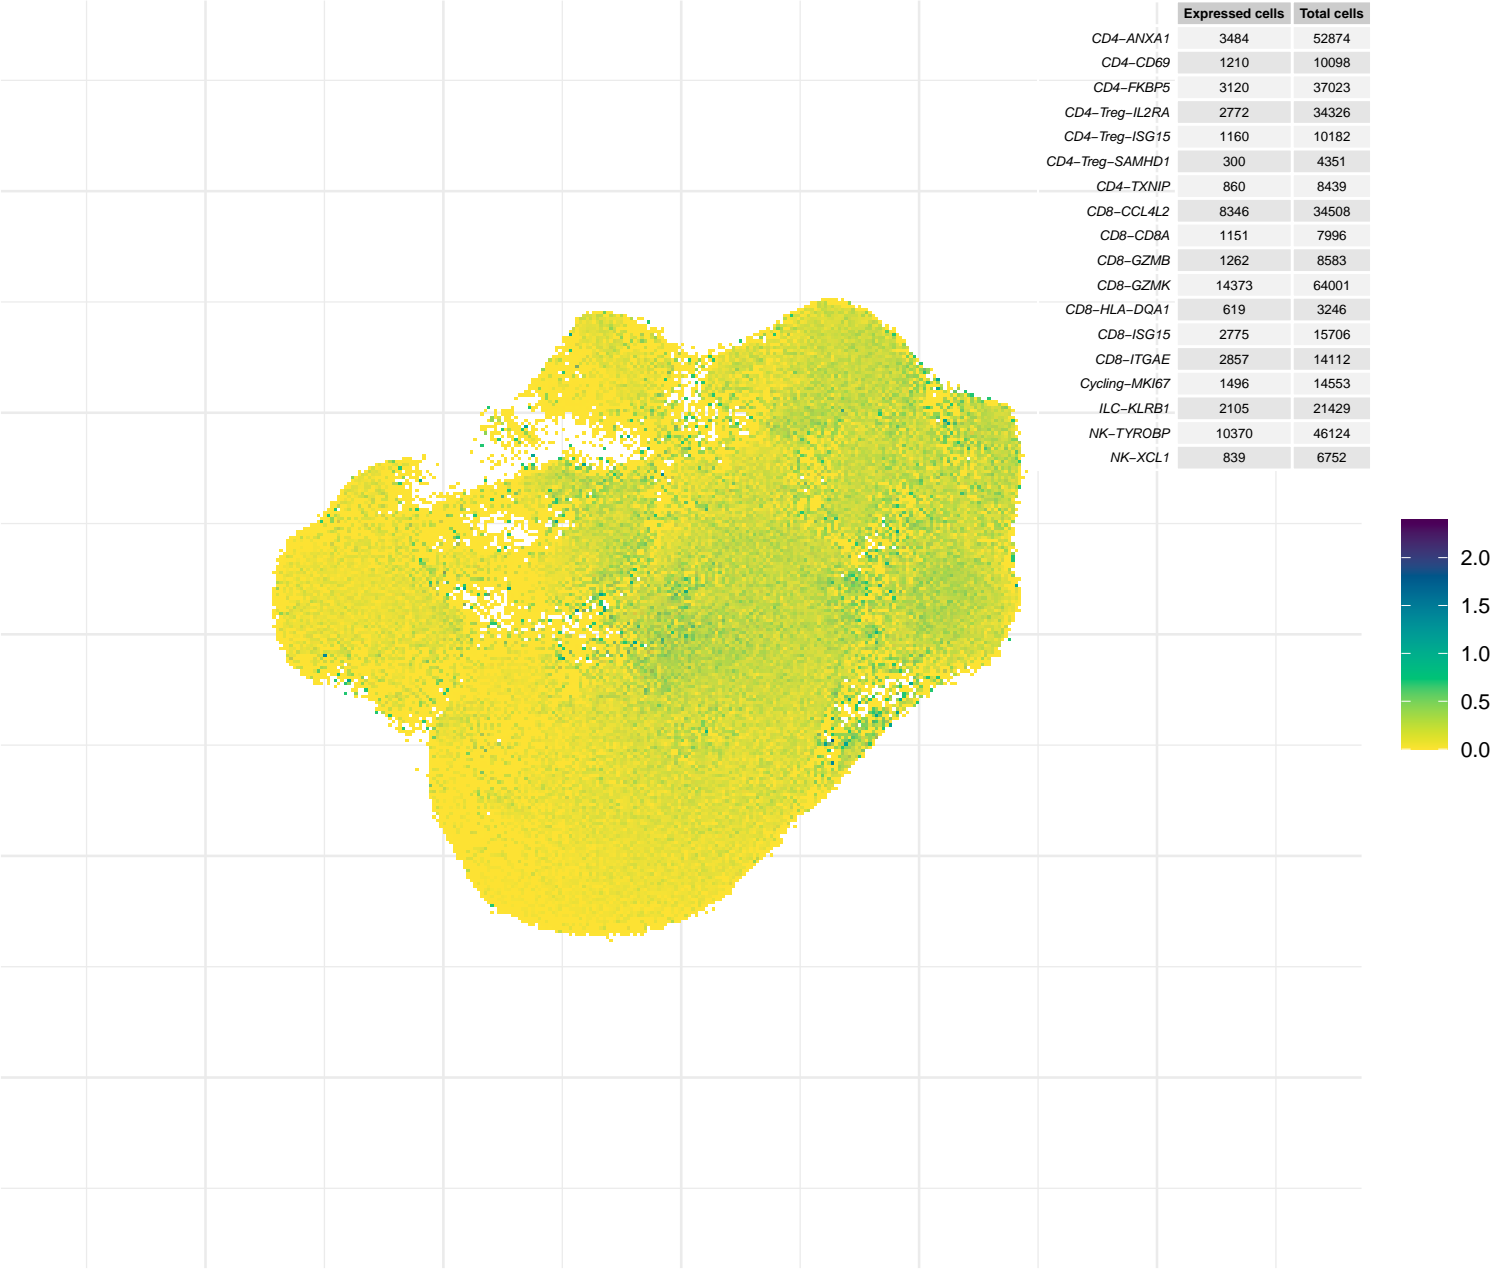 Expressed cells Total cells
CD4−ANXA1 3484 52874
CD4−CD69 1210 10098
CD4−FKBP5 3120 37023
CD4−Treg−IL2RA 2772 34326
CD4−Treg−ISG15 1160 10182
CD4−Treg−SAMHD1 300 4351
CD4−TXNIP 860 8439
CD8−CCL4L2 8346 34508
CD8−CD8A 1151 7996
CD8−GZMB 1262 8583
CD8−GZMK 14373 64001
CD8−HLA−DQA1 619 3246
CD8−ISG15 2775 15706
CD8−ITGAE 2857 14112
Cycling−MKI67 1496 14553
ILC−KLRB1 2105 21429
NK−TYROBP 10370 46124
NK−XCL1 839 6752
2.0
1.5
1.0
0.5
0.0